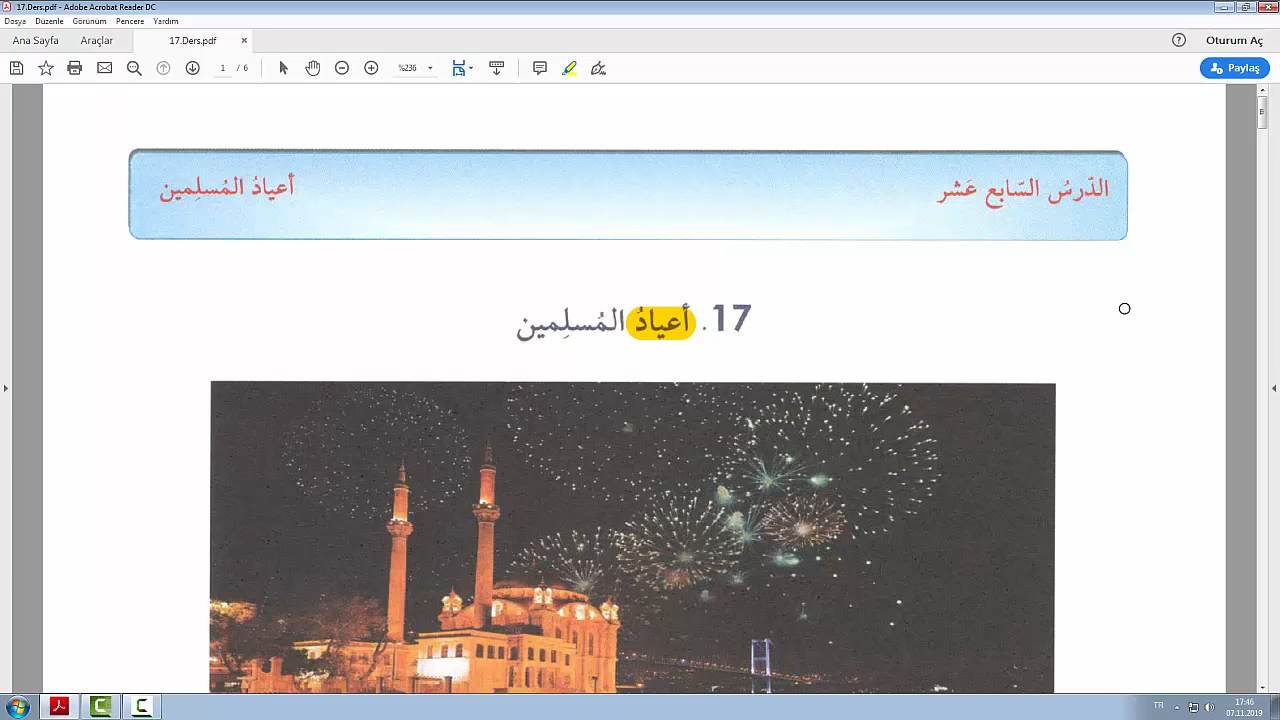 17.Ders.pdf - Adobe Acrobat Reader DC
Dosya Düzenle Görünüm Pencere Yardım
Ana Sayfa Araçlar 17.Ders.pdf × Oturum Aç
1 / 6 %236 Paylaş
الدّرسُ السّابع عَشر أعيادُ المُسلِمين
17. أعيادُ المُسلِمين
TR 17:46
07.11.2019